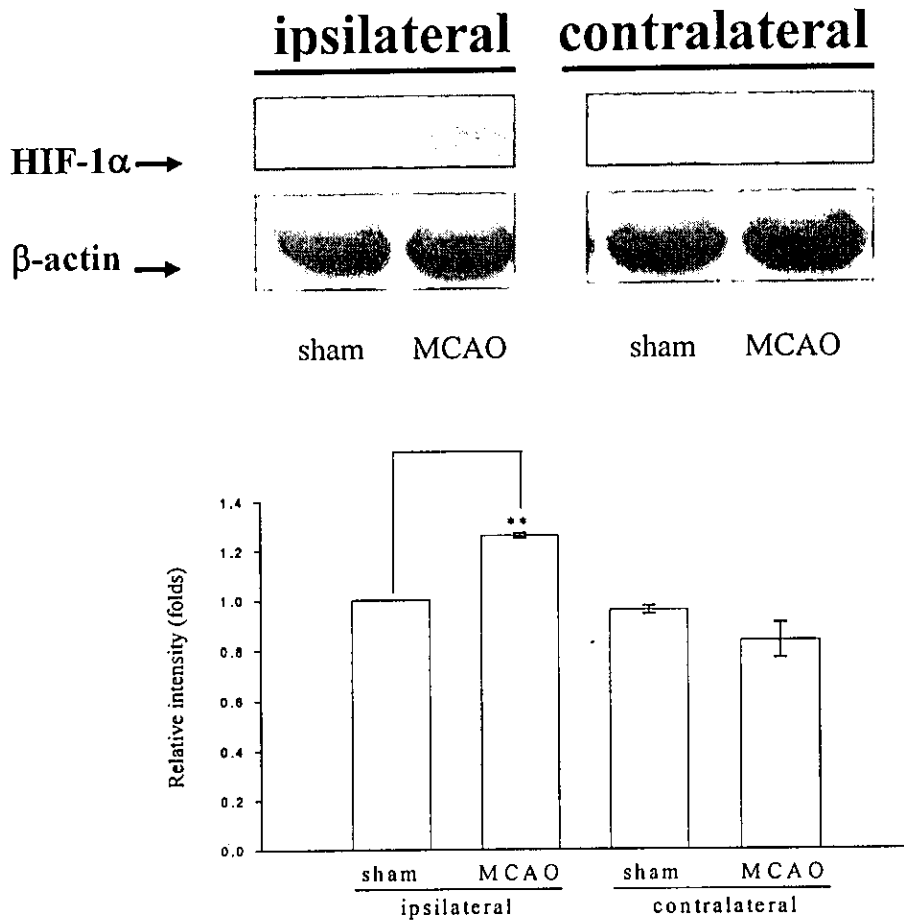 ipsilateral contralateral
HIF-1α
β-actin
sham MCAO sham MCAO
Relative intensity (folds)
1.4
**
1.2
1.0
0.8
0.6
0.4
0.2
0.0
sham MCAO sham MCAO
ipsilateral contralateral